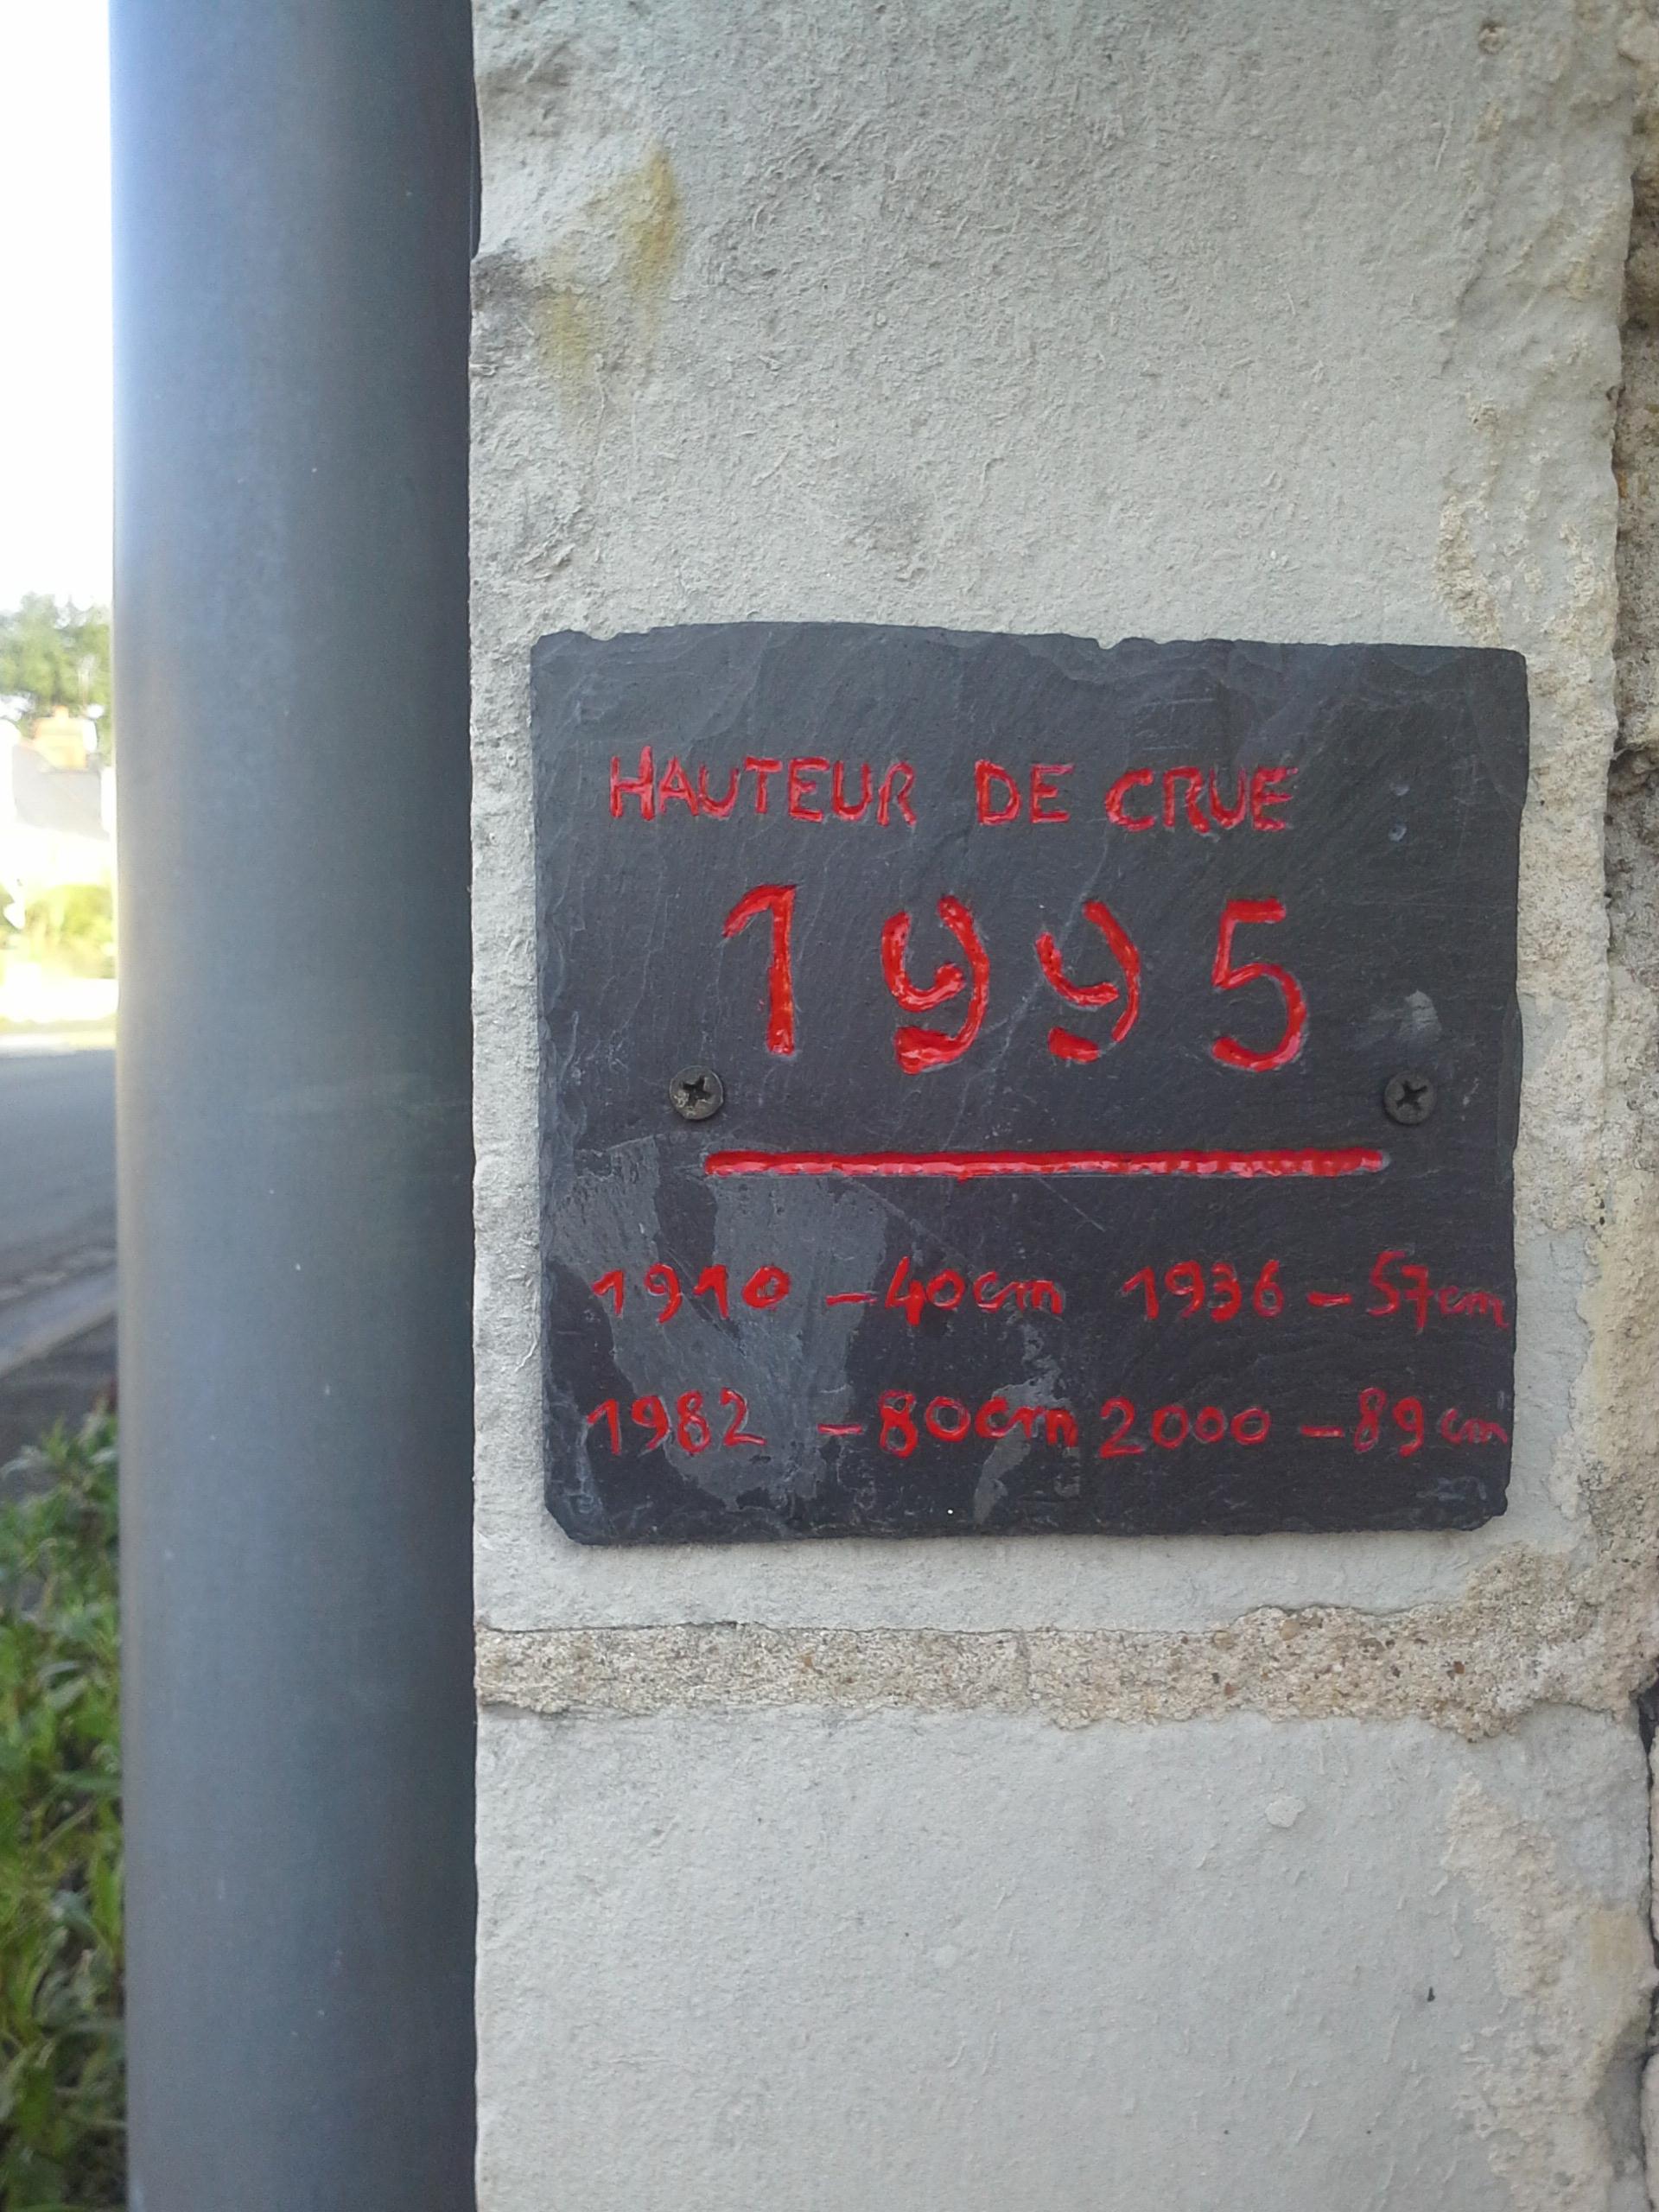 HAUTEUR DE CRUE
1995
1910 -40cm 1936 -57cm
1982 -80cm 2000 -89cm